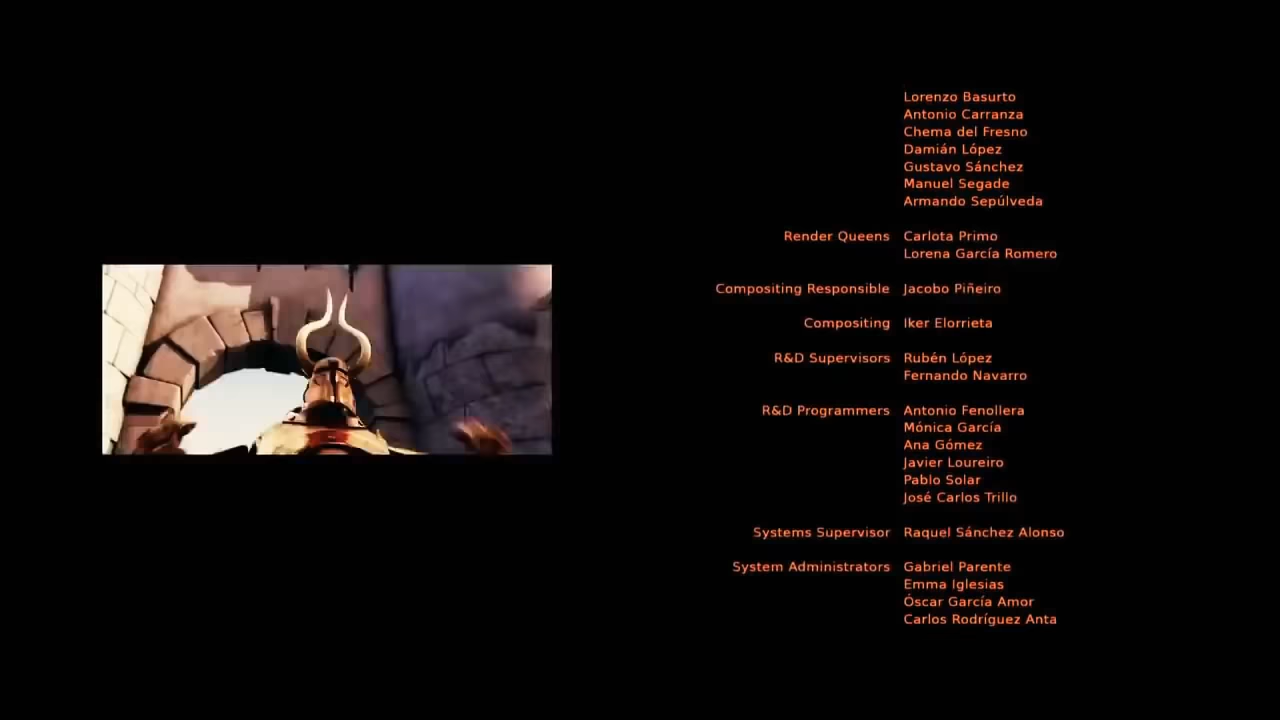 Lorenzo Basurto
Antonio Carranza
Chema del Fresno
Damián López
Gustavo Sánchez
Manuel Segade
Armando Sepúlveda
Render Queens Carlota Primo
Lorena García Romero
Compositing Responsible Jacobo Piñeiro
Compositing Iker Elorrieta
R&D Supervisors Rubén López
Fernando Navarro
R&D Programmers Antonio Fenollera
Mónica García
Ana Gómez
Javier Loureiro
Pablo Solar
José Carlos Trillo
Systems Supervisor Raquel Sánchez Alonso
System Administrators Gabriel Parente
Emma Iglesias
Óscar García Amor
Carlos Rodríguez Anta